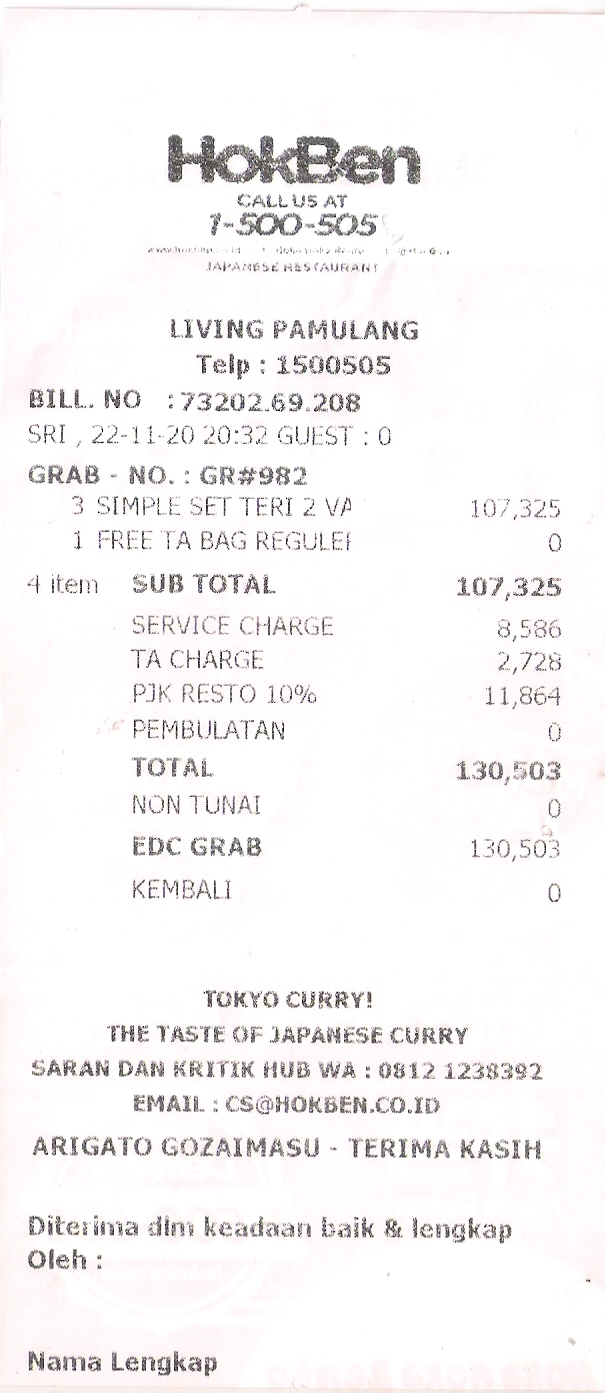 HokBen
CALL US AT
1-500-505
JAPANESE RESTAURANT
LIVING PAMULANG
Telp : 1500505
BILL. NO : 73202.69.208
SRI , 22-11-20 20:32 GUEST : 0
GRAB - NO. : GR#982
3 SIMPLE SET TERI 2 VA 107,325
1 FREE TA BAG REGULER 0
4 item SUB TOTAL 107,325
SERVICE CHARGE 8,586
TA CHARGE 2,728
PJK RESTO 10% 11,864
PEMBULATAN 0
TOTAL 130,503
NON TUNAI 0
EDC GRAB 130,503
KEMBALI 0
TOKYO CURRY!
THE TASTE OF JAPANESE CURRY
SARAN DAN KRITIK HUB WA : 0812 1238392
EMAIL : CS@HOKBEN.CO.ID
ARIGATO GOZAIMASU - TERIMA KASIH
Diterima dlm keadaan baik & lengkap
Oleh :
Nama Lengkap